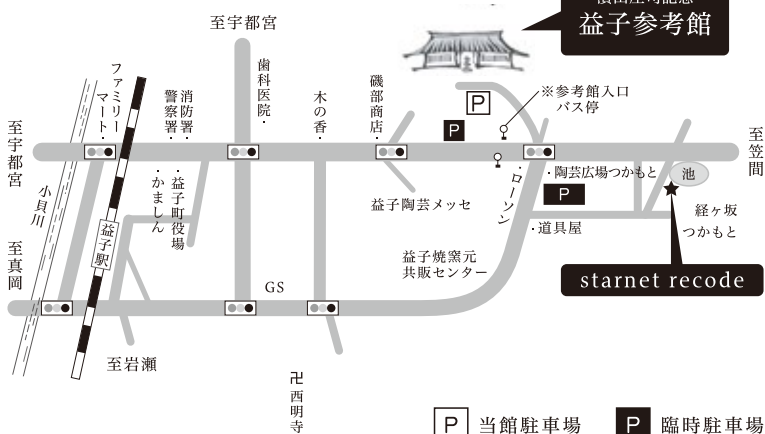 至宇都宮
益子参考館
ファミリーマート
警察署
消防署
歯科医院
木の香
磯部商店
P
※参考館入口
バス停
P
至宇都宮
至笠間
小貝川
かましん
益子町役場
益子陶芸メッセ
ローソン
陶芸広場つかもと
池
P
経ヶ坂
つかもと
道具屋
益子駅
至真岡
益子焼窯元
共販センター
starnet recode
GS
至岩瀬
卍西明寺
P 当館駐車場
P 臨時駐車場